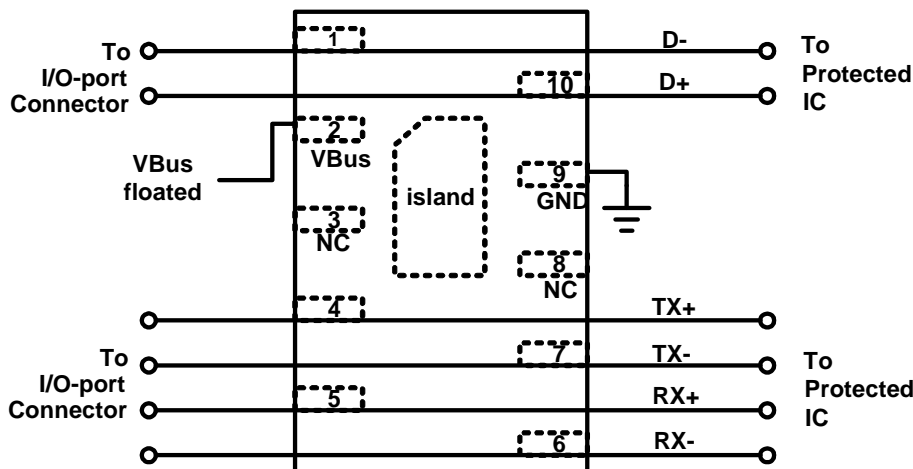 To
I/O-port
Connector
1
D-
10
D+
To
Protected
IC
2
VBus
VBus
floated
island
9
GND
3
NC
8
NC
4
TX+
To
I/O-port
Connector
7
TX-
5
RX+
6
RX-
To
Protected
IC